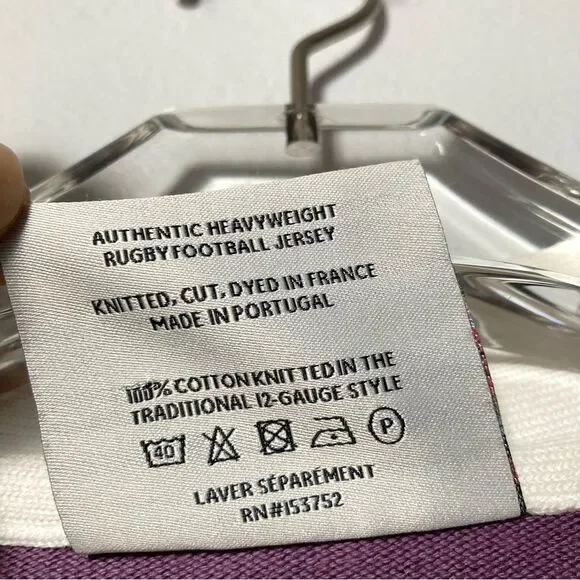 AUTHENTIC HEAVYWEIGHT
RUGBY FOOTBALL JERSEY
KNITTED, CUT, DYED IN FRANCE
MADE IN PORTUGAL
100% COTTON KNITTED IN THE
TRADITIONAL 12-GAUGE STYLE
40 P
LAVER SÉPARÉMENT
RN#153752